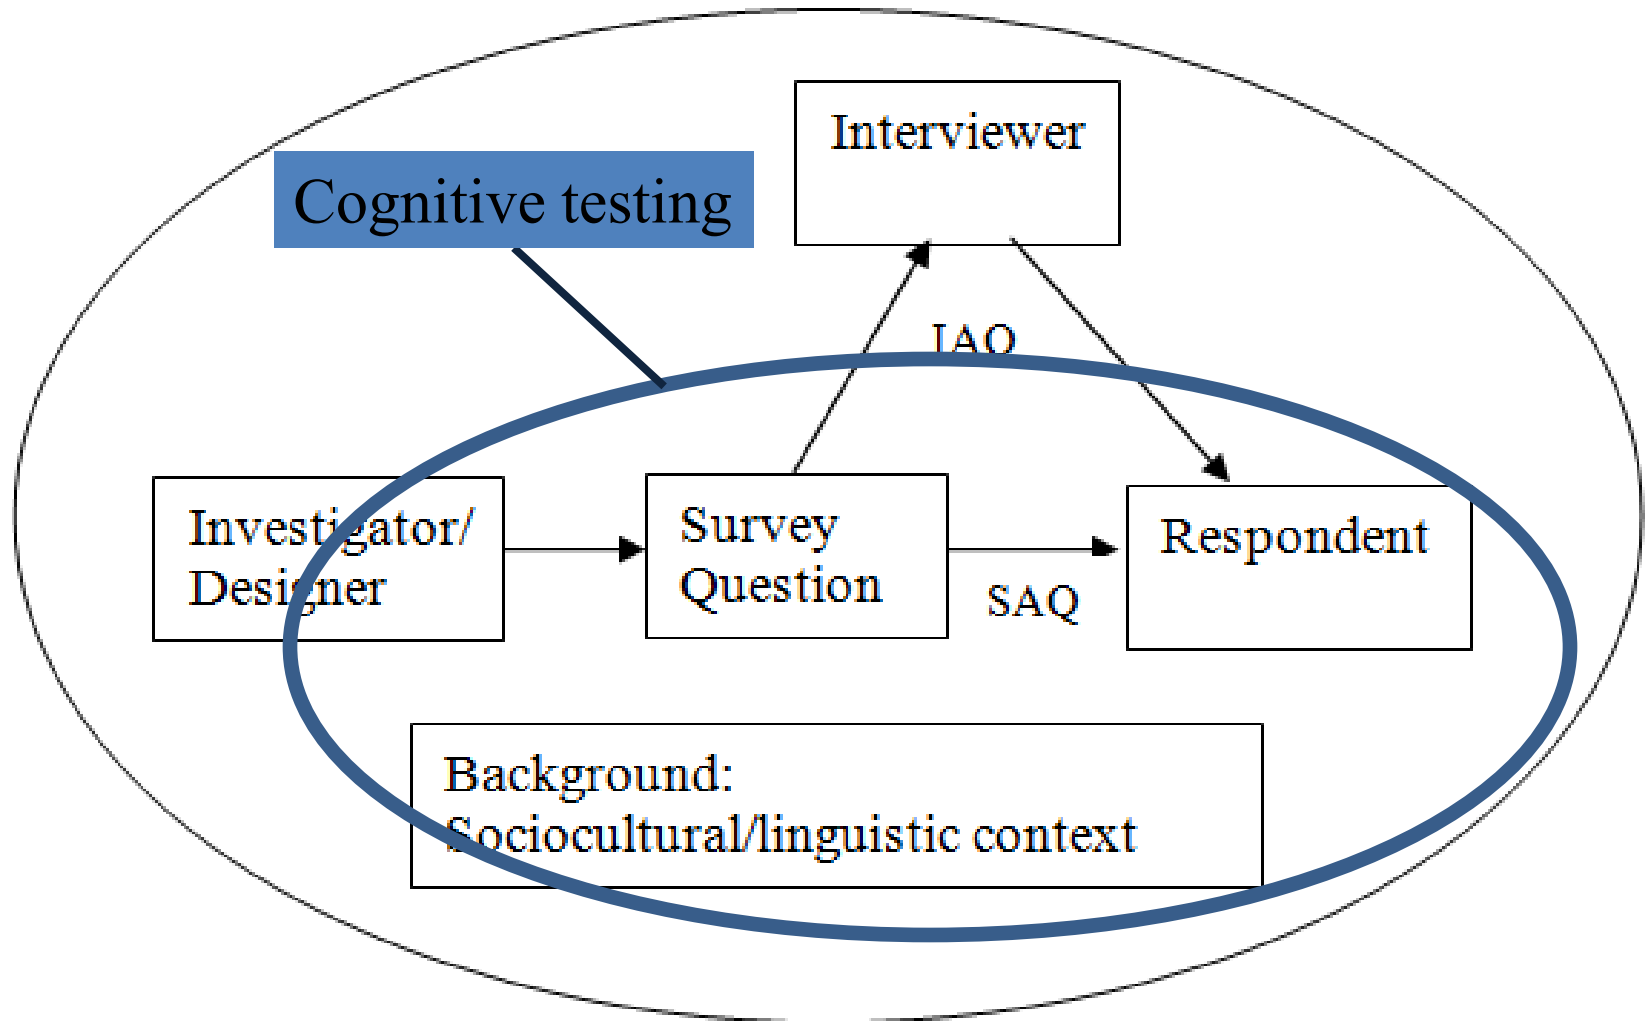 Interviewer
Cognitive testing
IAQ
Investigator/
Designer
Survey
Question
SAQ
Respondent
Background:
Sociocultural/linguistic context